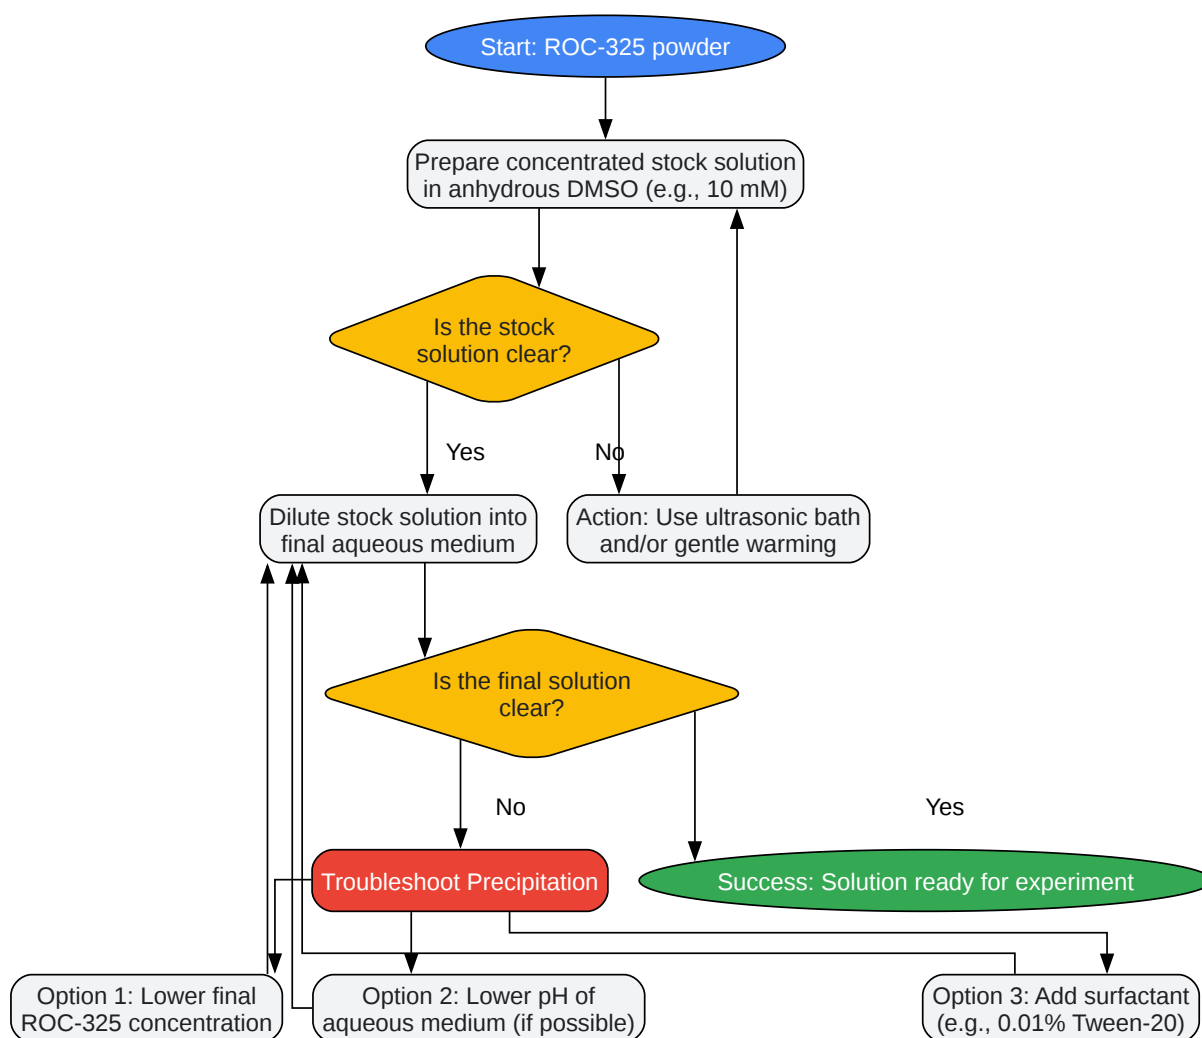 Start: ROC-325 powder
Prepare concentrated stock solution
in anhydrous DMSO (e.g., 10 mM)
Is the stock
solution clear?
Yes
No
Dilute stock solution into
final aqueous medium
Action: Use ultrasonic bath
and/or gentle warming
Is the final solution
clear?
No
Yes
Troubleshoot Precipitation
Success: Solution ready for experiment
Option 1: Lower final
ROC-325 concentration
Option 2: Lower pH of
aqueous medium (if possible)
Option 3: Add surfactant
(e.g., 0.01% Tween-20)